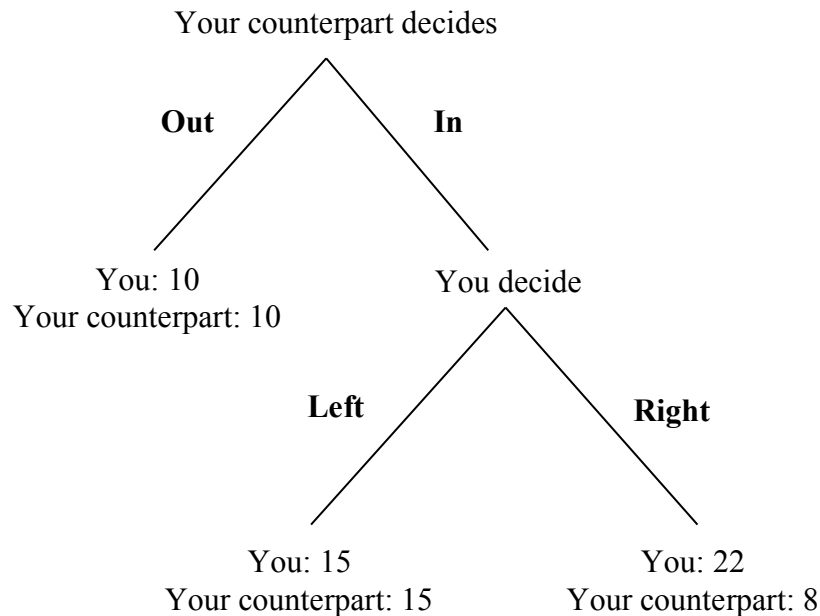 Your counterpart decides
Out
In
You: 10
Your counterpart: 10
You decide
Left
Right
You: 15
Your counterpart: 15
You: 22
Your counterpart: 8